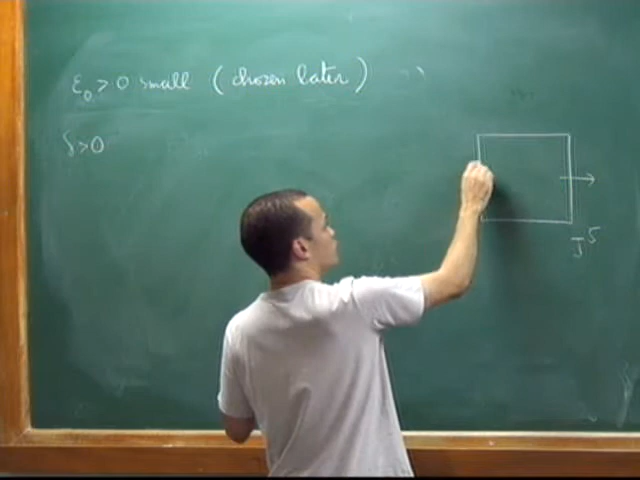 ε₀ > 0 small (chosen later)
δ > 0
J⁵